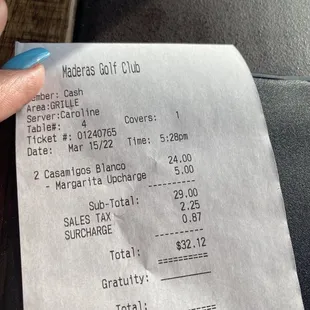 Maderas Golf Club
ember: Cash
Area:GRILLE
Server:Caroline
Table#: 4 Covers: 1
Ticket #: 01240765
Date: Mar 15/22 Time: 5:28pm
2 Casamigos Blanco 24.00
- Margarita Upcharge 5.00
----------
Sub-Total: 29.00
SALES TAX 2.25
SURCHARGE 0.87
----------
Total: $32.12
==========
Gratuity: __________
Total: